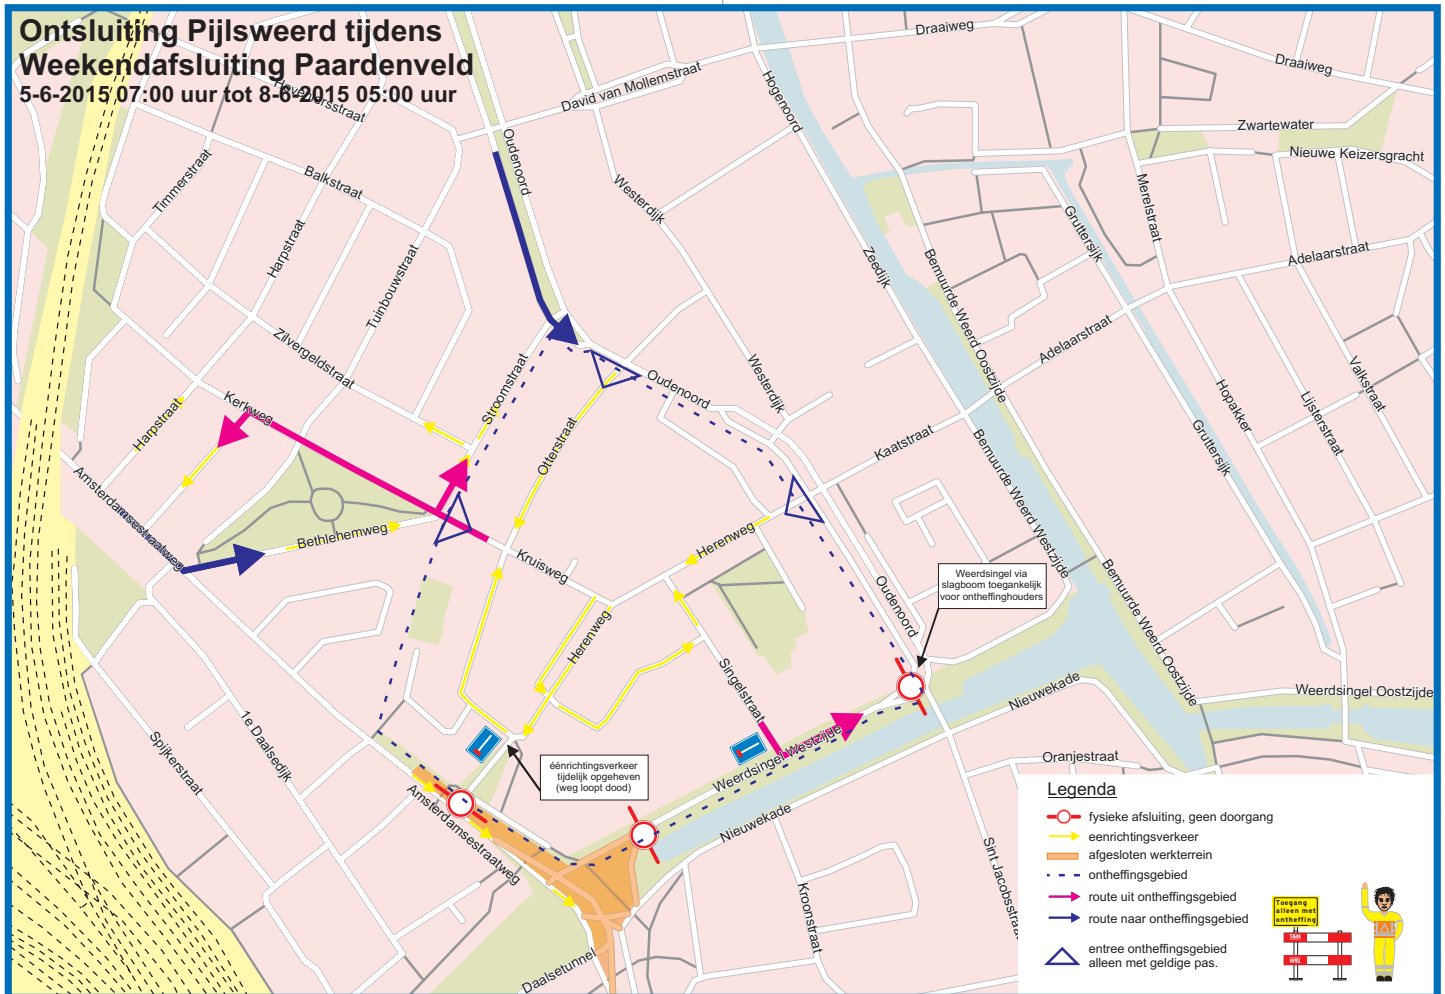 Ontsluiting Pijlsweerd tijdens
Weekendafsluiting Paardenveld
5-6-2015 07:00 uur tot 8-6-2015 05:00 uur
Draaiweg
Draaiweg
David van Mollemstraat
Hogenoord
Zwartewater
Nieuwe Keizersgracht
Oudenoord
Balkstraat
Timmerstraat
Westerdijk
Merelstraat
Gruttersijk
Harpstraat
Tuinbouwstraat
Zeedijk
Bemuurde Weerd Oostzijde
Adelaarstraat
Zilvergeldstraat
Adelaarstraat
Stroomstraat
Oudenoord
Westerdijk
Valkstraat
Hopakker
Lijsterstraat
Kerkweg
Harpstraat
Otterstraat
Kaatstraat
Gruttersijk
Bemuurde Weerd Westzijde
Amsterdamsestraatweg
Bethlehemweg
Herenweg
Kruisweg
Weerdsingel via
slagboom toegankelijk
voor ontheffinghouders
Oudenoord
Bemuurde Weerd Oostzijde
Herenweg
Singelstraat
Nieuwekade
Weerdsingel Oostzijde
1e Daalsedijk
Spijkerstraat
Weerdsingel Westzijde
Oranjestraat
éénrichtingsverkeer
tijdelijk opgeheven
(weg loopt dood)
Amsterdamsestraatweg
Nieuwekade
Kroonstraat
Sint Jacobsstraat
Daalsetunnel
Legenda
fysieke afsluiting, geen doorgang
eenrichtingsverkeer
afgesloten werkterrein
ontheffingsgebied
route uit ontheffingsgebied
route naar ontheffingsgebied
entree ontheffingsgebied
alleen met geldige pas.
Toegang
alleen met
ontheffing